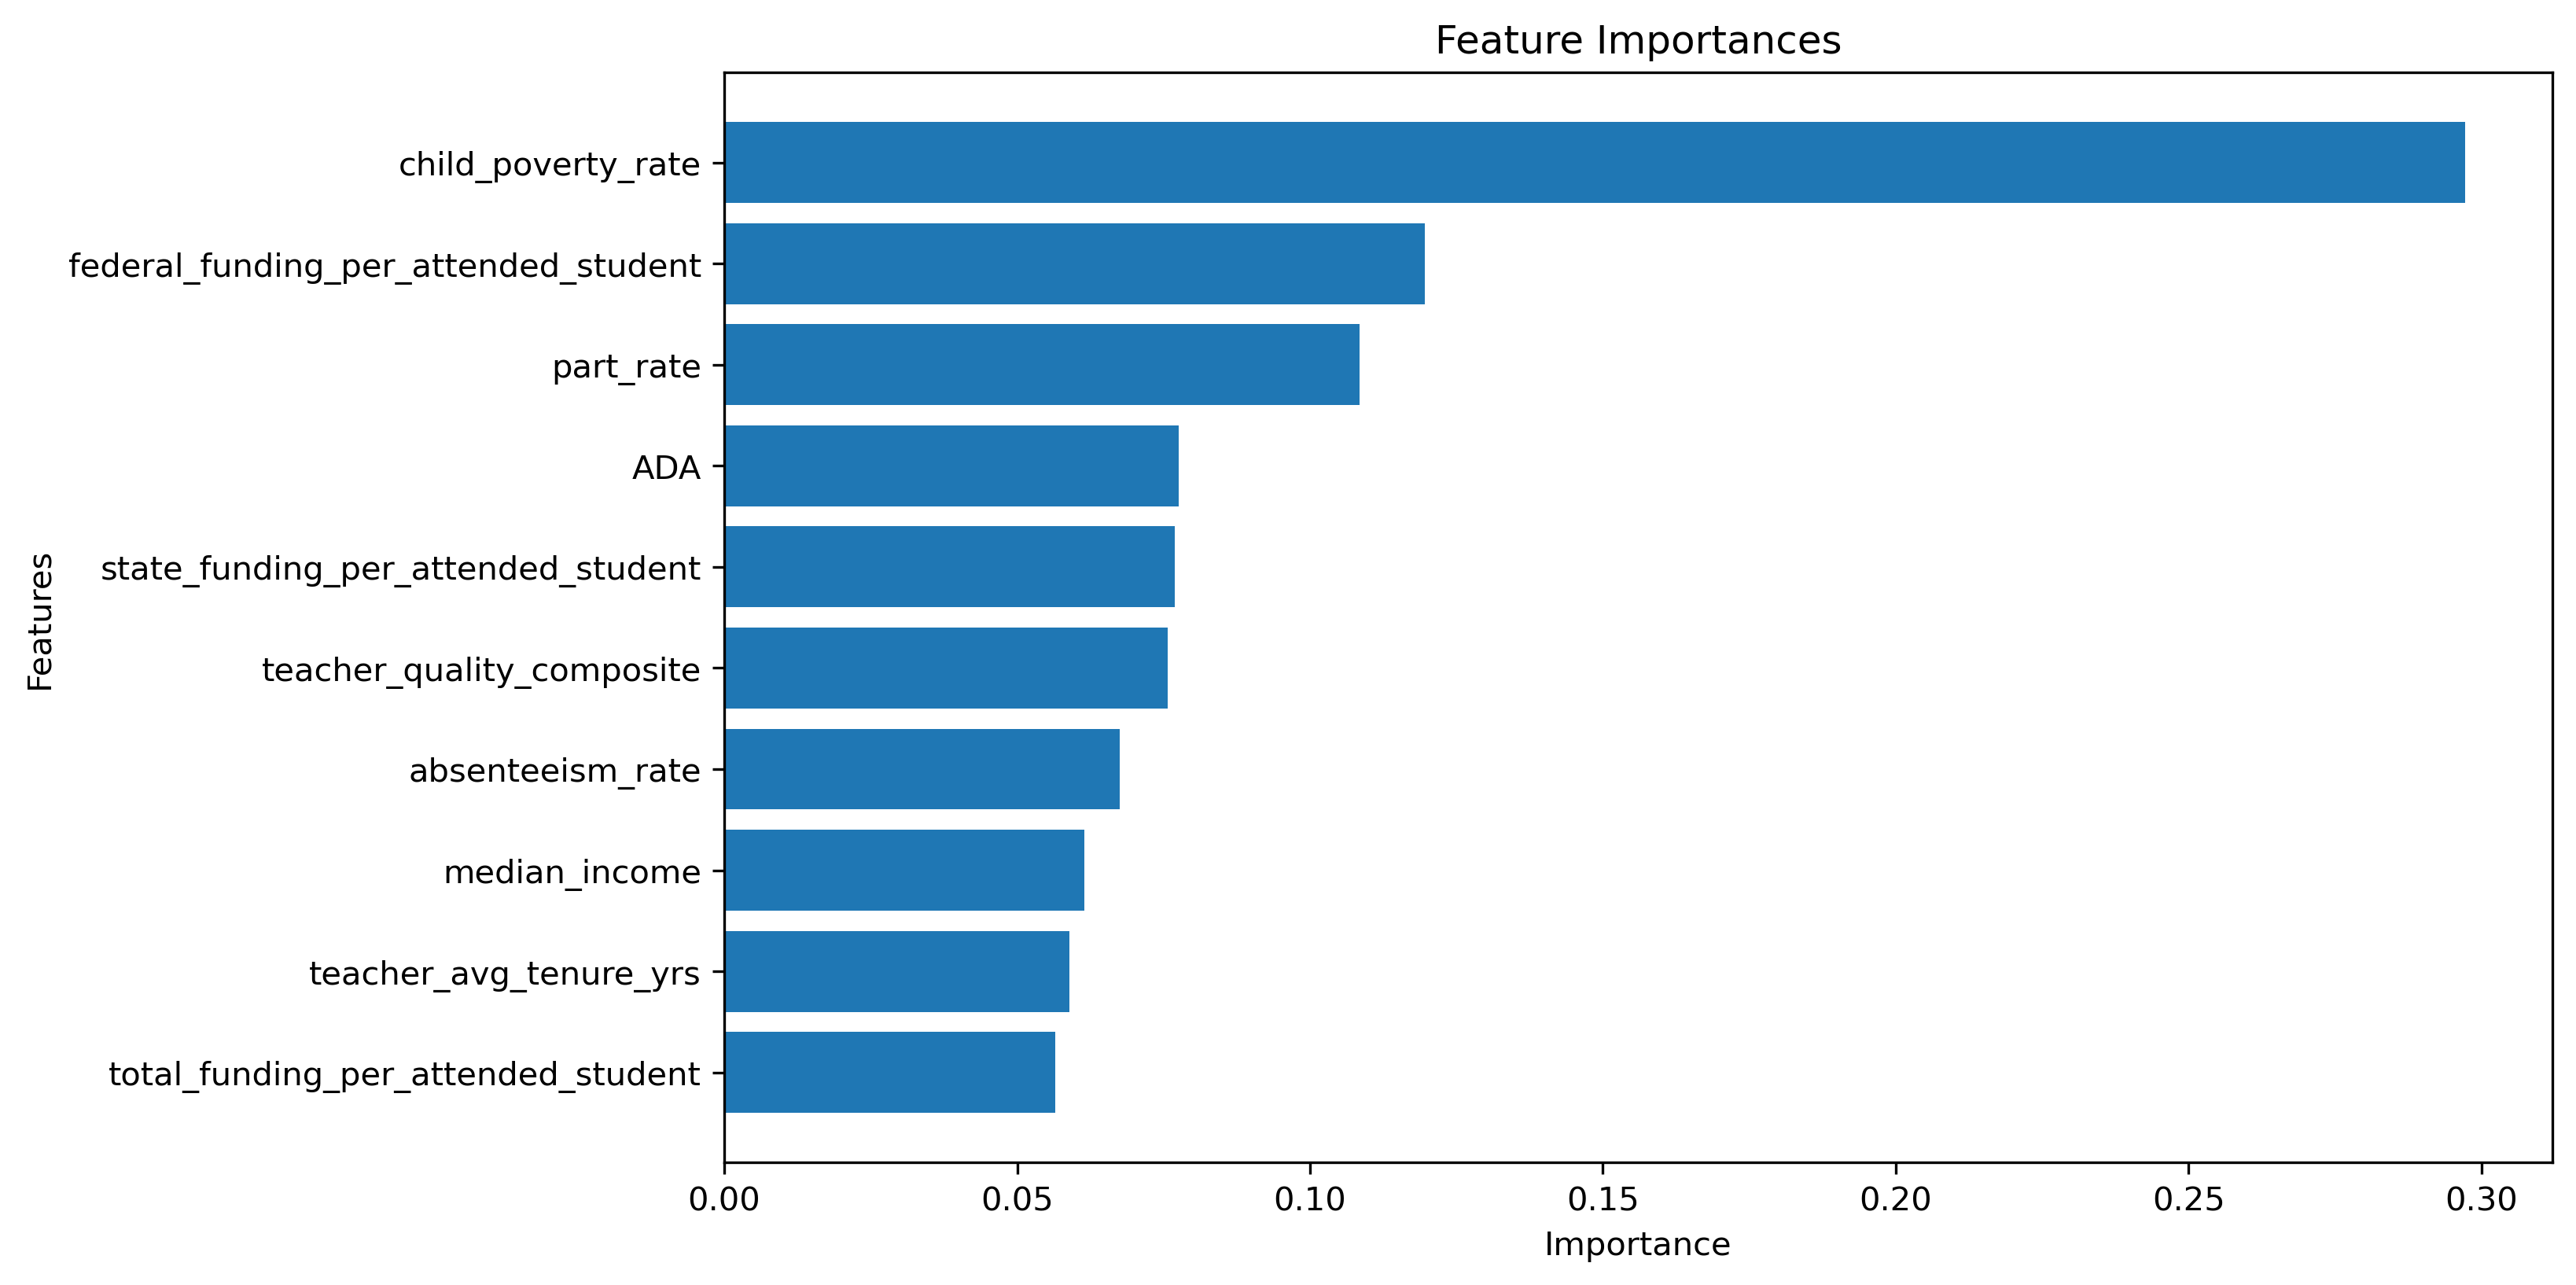 Feature Importances
Features
child_poverty_rate
federal_funding_per_attended_student
part_rate
ADA
state_funding_per_attended_student
teacher_quality_composite
absenteeism_rate
median_income
teacher_avg_tenure_yrs
total_funding_per_attended_student
0.00 0.05 0.10 0.15 0.20 0.25 0.30
Importance